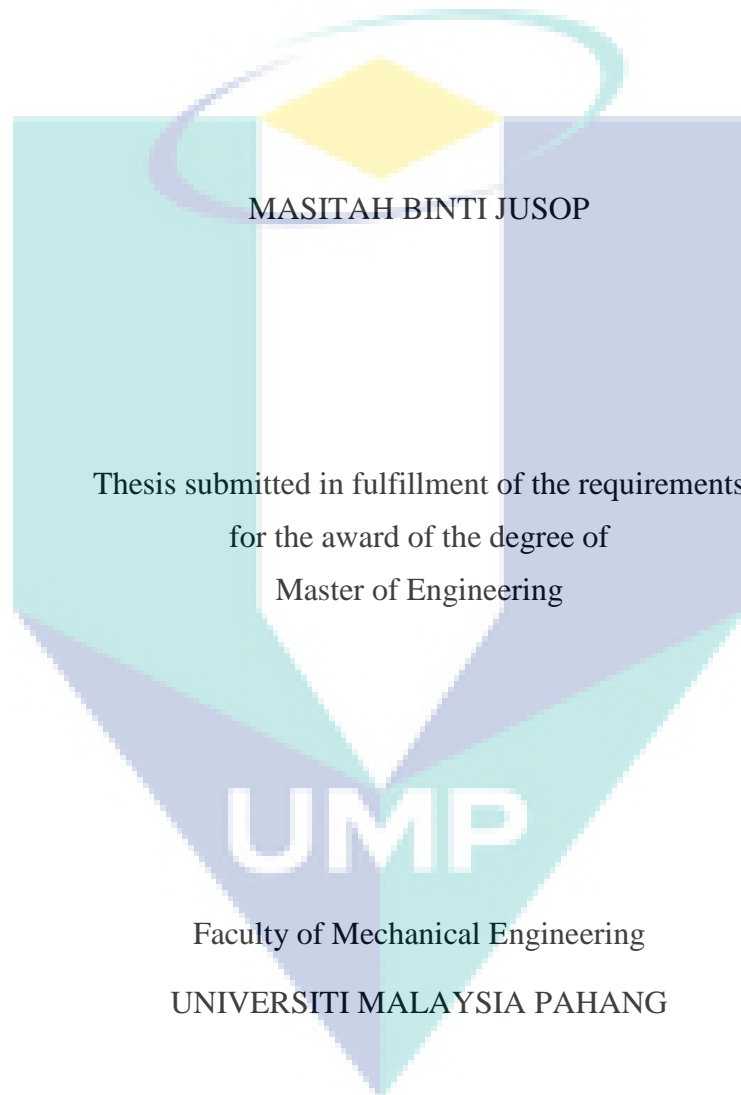 MASITAH BINTI JUSOP
Thesis submitted in fulfillment of the requirements
for the award of the degree of
Master of Engineering
UMP
Faculty of Mechanical Engineering
UNIVERSITI MALAYSIA PAHANG